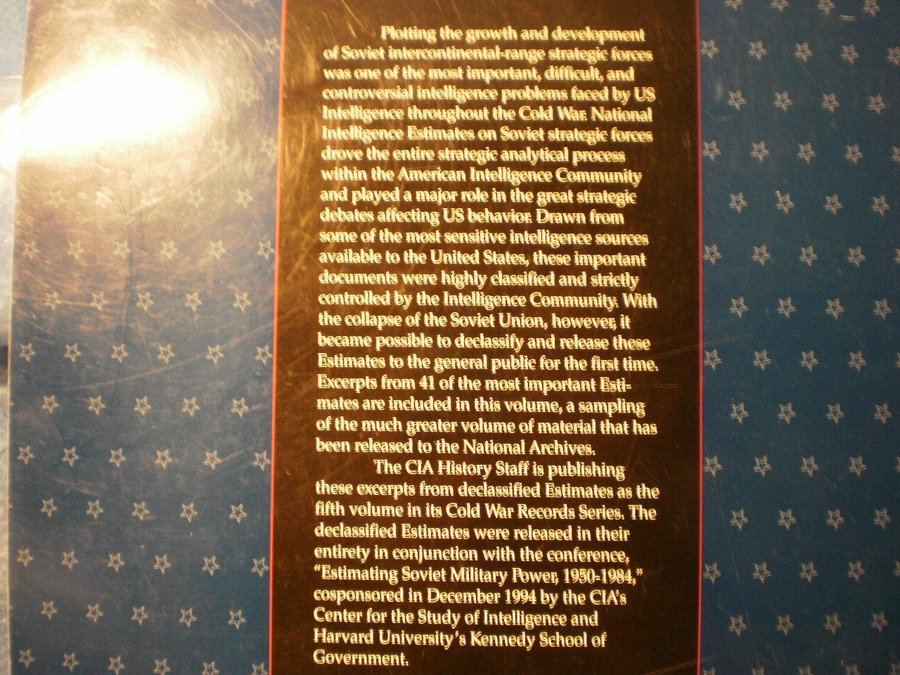 Plotting the growth and development
of Soviet intercontinental-range strategic forces
was one of the most important, difficult, and
controversial intelligence problems faced by US
Intelligence throughout the Cold War. National
Intelligence Estimates on Soviet strategic forces
drove the entire strategic analytical process
within the American Intelligence Community
and played a major role in the great strategic
debates affecting US behavior. Drawn from
some of the most sensitive intelligence sources
available to the United States, these important
documents were highly classified and strictly
controlled by the Intelligence Community. With
the collapse of the Soviet Union, however, it
became possible to declassify and release these
Estimates to the general public for the first time.
Excerpts from 41 of the most important Esti-
mates are included in this volume, a sampling
of the much greater volume of material that has
been released to the National Archives.
The CIA History Staff is publishing
these excerpts from declassified Estimates as the
fifth volume in its Cold War Records Series. The
declassified Estimates were released in their
entirety in conjunction with the conference,
“Estimating Soviet Military Power, 1950-1984,”
cosponsored in December 1994 by the CIA’s
Center for the Study of Intelligence and
Harvard University’s Kennedy School of
Government.